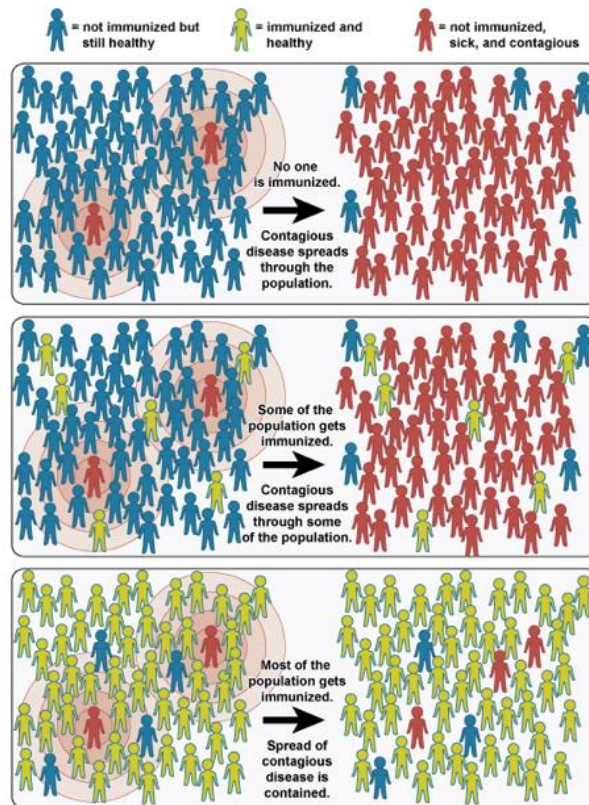 = not immunized but
still healthy
= immunized and
healthy
= not immunized,
sick, and contagious
No one
is immunized.
Contagious
disease spreads
through the
population.
Some of the
population gets
immunized.
Contagious
disease spreads
through some
of the population.
Most of the
population gets
immunized.
Spread of
contagious
disease is
contained.